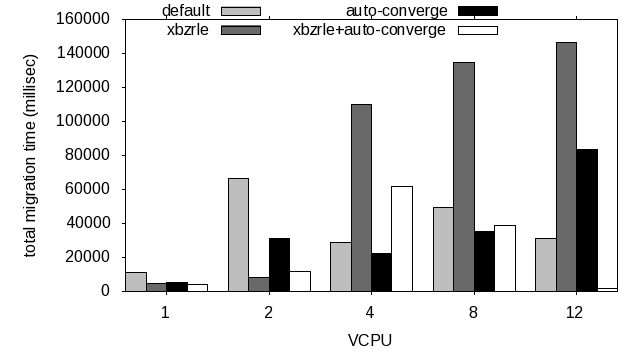 default
auto-converge
xbzrle
xbzrle+auto-converge
160000
140000
120000
100000
80000
60000
40000
20000
0
total migration time (millisec)
1 2 4 8 12
VCPU